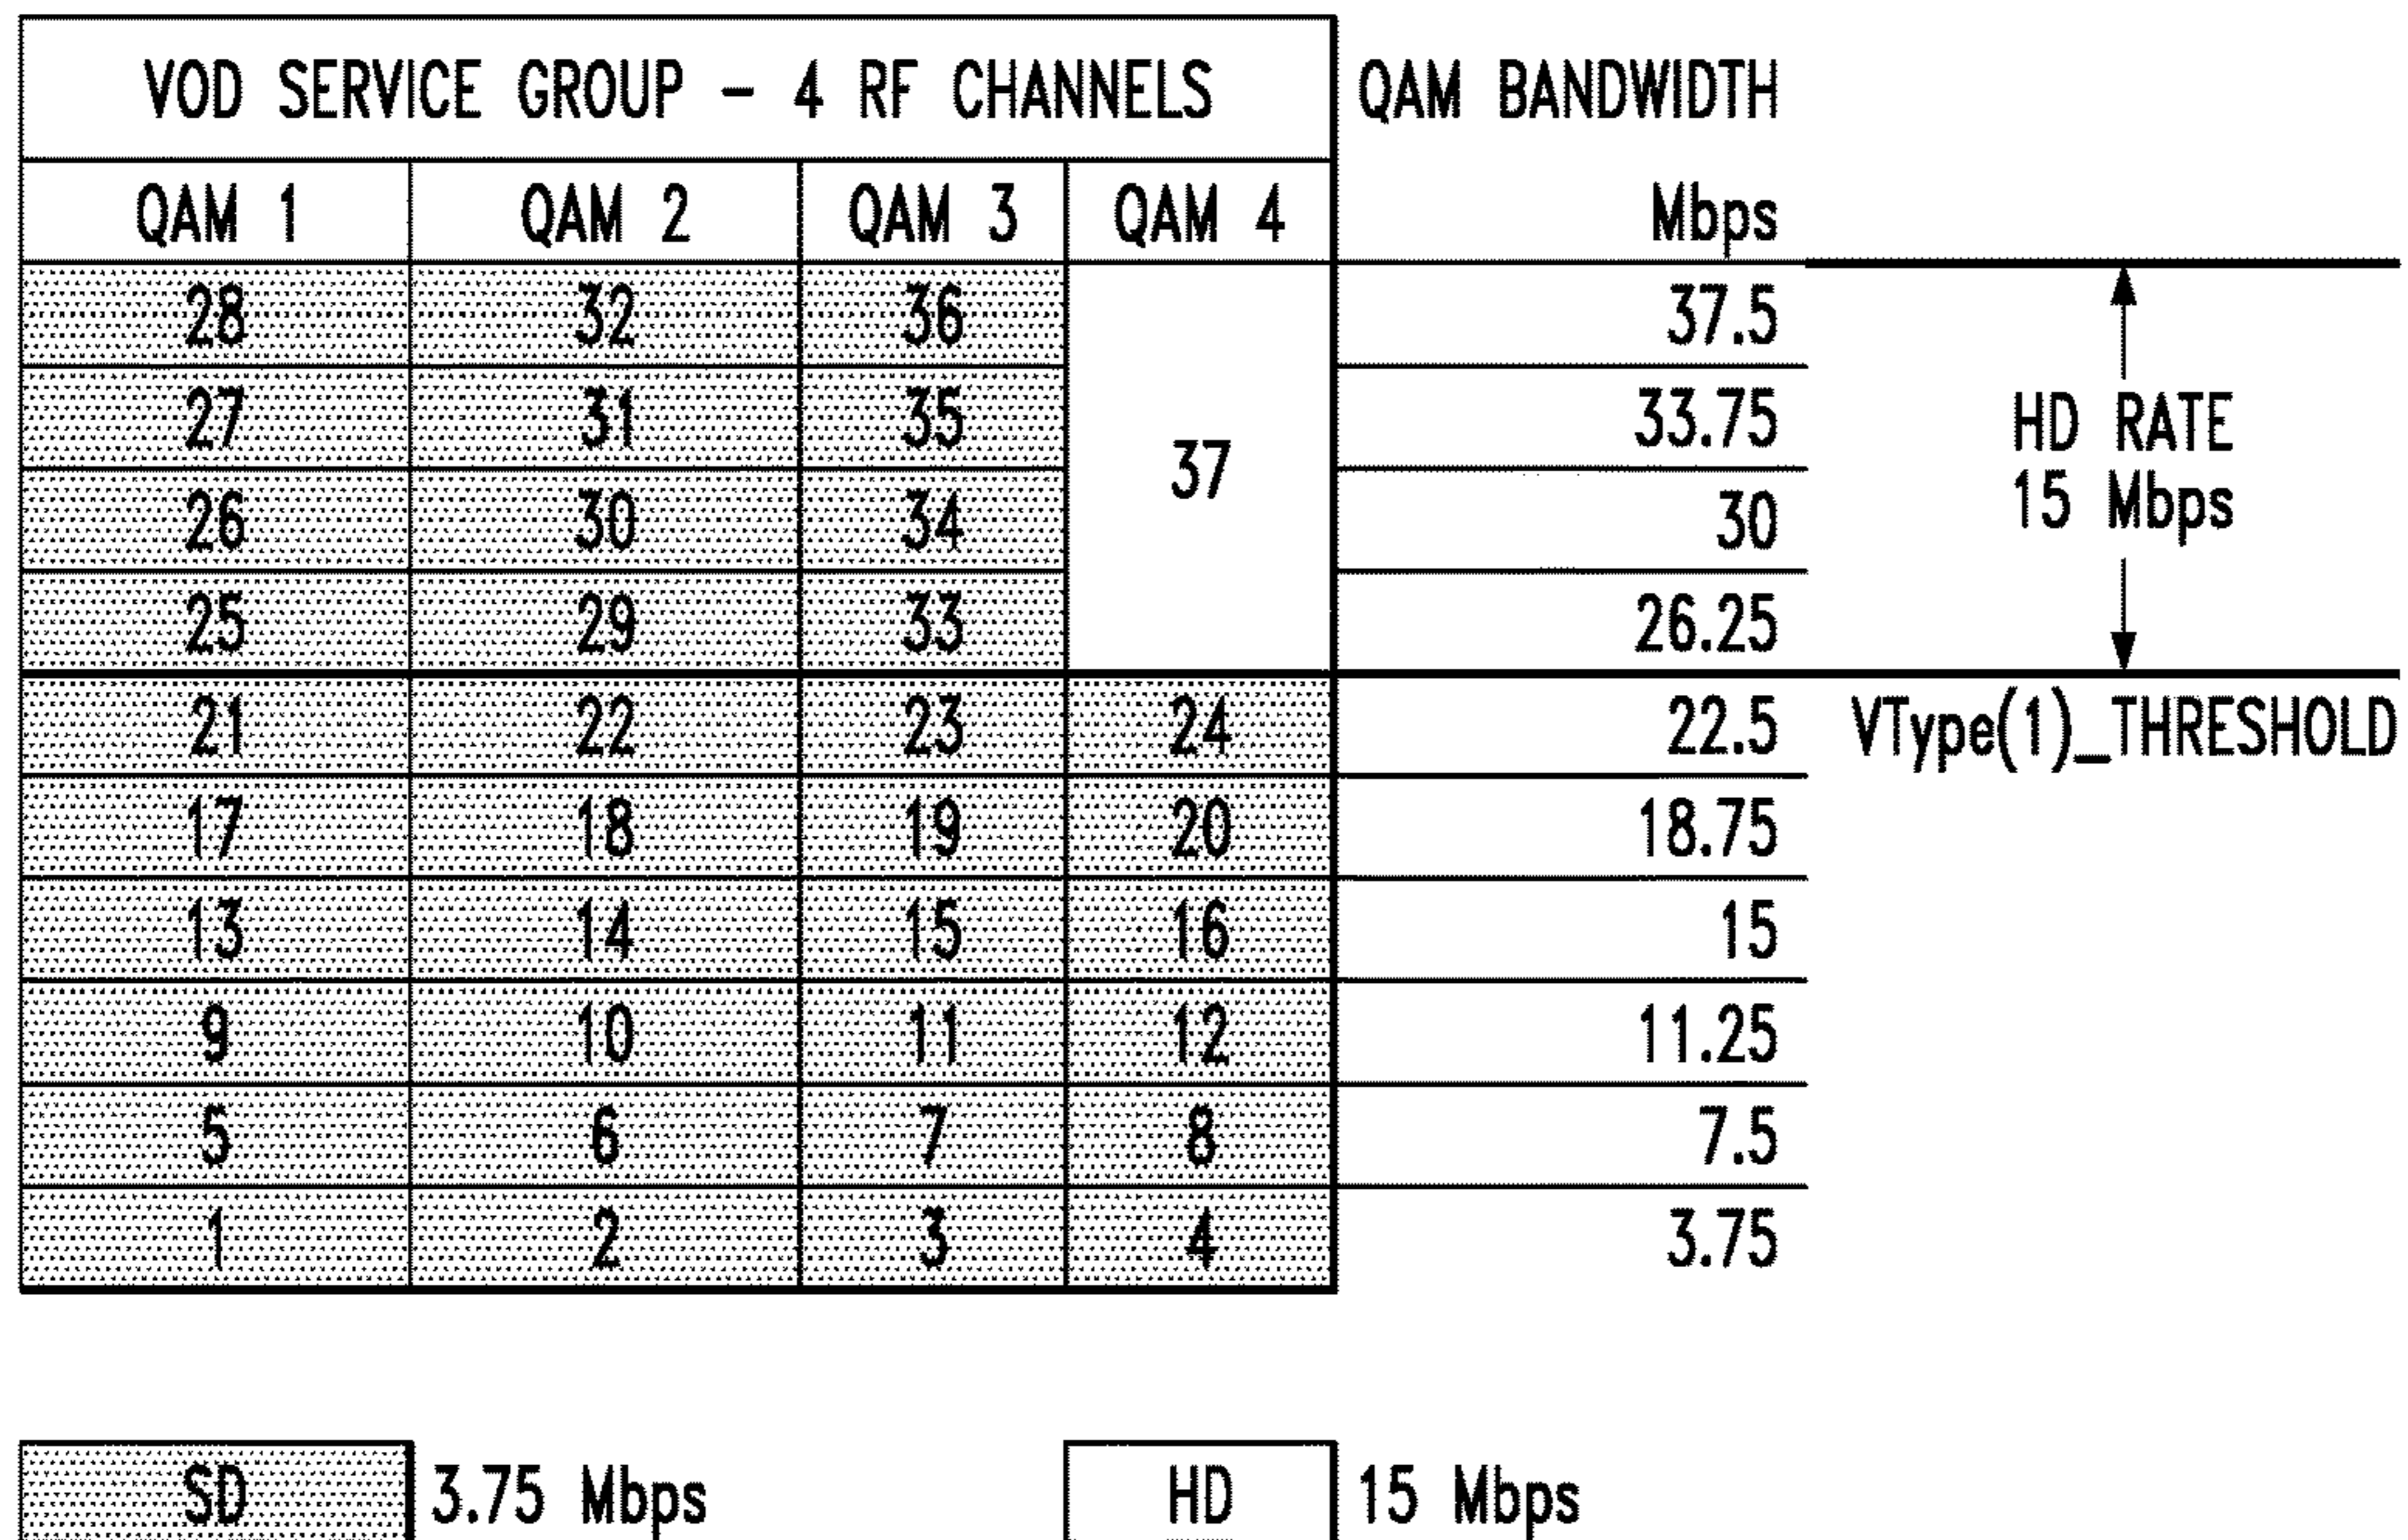 VOD SERVICE GROUP - 4 RF CHANNELS QAM BANDWIDTH
QAM 1 QAM 2 QAM 3 QAM 4 Mbps
28 32 36 37.5
27 31 35 33.75 HD RATE
37
26 30 34 30 15 Mbps
25 29 33 26.25
21 22 23 24 22.5 VType(1)_THRESHOLD
17 18 19 20 18.75
13 14 15 16 15
9 10 11 12 11.25
5 6 7 8 7.5
1 2 3 4 3.75
SD 3.75 Mbps HD 15 Mbps